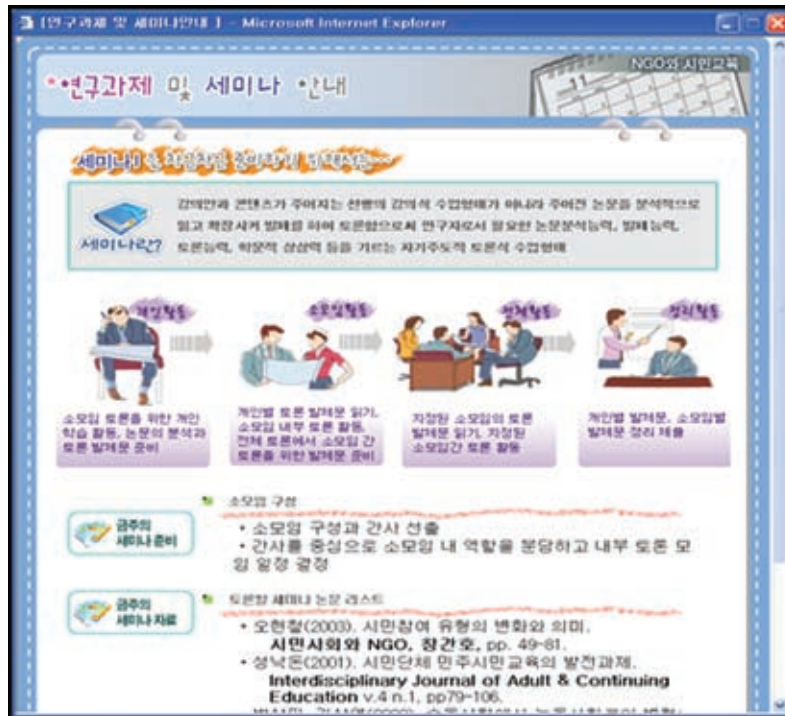 [연구과제 및 세미나안내 ] - Microsoft Internet Explorer
NGO와 시민교육
연구과제 및 세미나 안내
11
세미나를 차근차근 준비하기 위해서는…
세미나란?
강의안과 콘텐츠가 주어지는 선행의 강의식 수업형태가 아니라 주어진 논문을 분석적으로
읽고 확장시켜 발제를 하며 토론함으로써 연구자로서 필요한 논문분석능력, 발제능력,
토론능력, 학문적 상상력 등을 기르는 자기주도적 토론식 수업형태
개인활동
소모임활동
전체활동
정리활동
소모임 토론을 위한 개인
학습 활동, 논문의 분석과
토론 발제문 준비
개인별 토론 발제문 읽기,
소모임 내부 토론 활동,
전체 토론에서 소모임 간
토론을 위한 발제문 준비
지정된 소모임의 토론
발제문 읽기, 지정된
소모임간 토론 활동
개인별 발제문, 소모임별
발제문 정리 제출
금주의
세미나 준비
소모임 구성
• 소모임 구성과 간사 선출
• 간사를 중심으로 소모임 내 역할을 분담하고 내부 토론 모
임 일정 결정
금주의
세미나 자료
토론할 세미나 논문 리스트
• 오현철(2003). 시민참여 유형의 변화와 의미.
시민사회와 NGO, 창간호, pp. 49-81.
• 성낙돈(2001). 시민단체 민주시민교육의 발전과제.
Interdisciplinary Journal of Adult & Continuing
Education v.4 n.1, pp79-106.